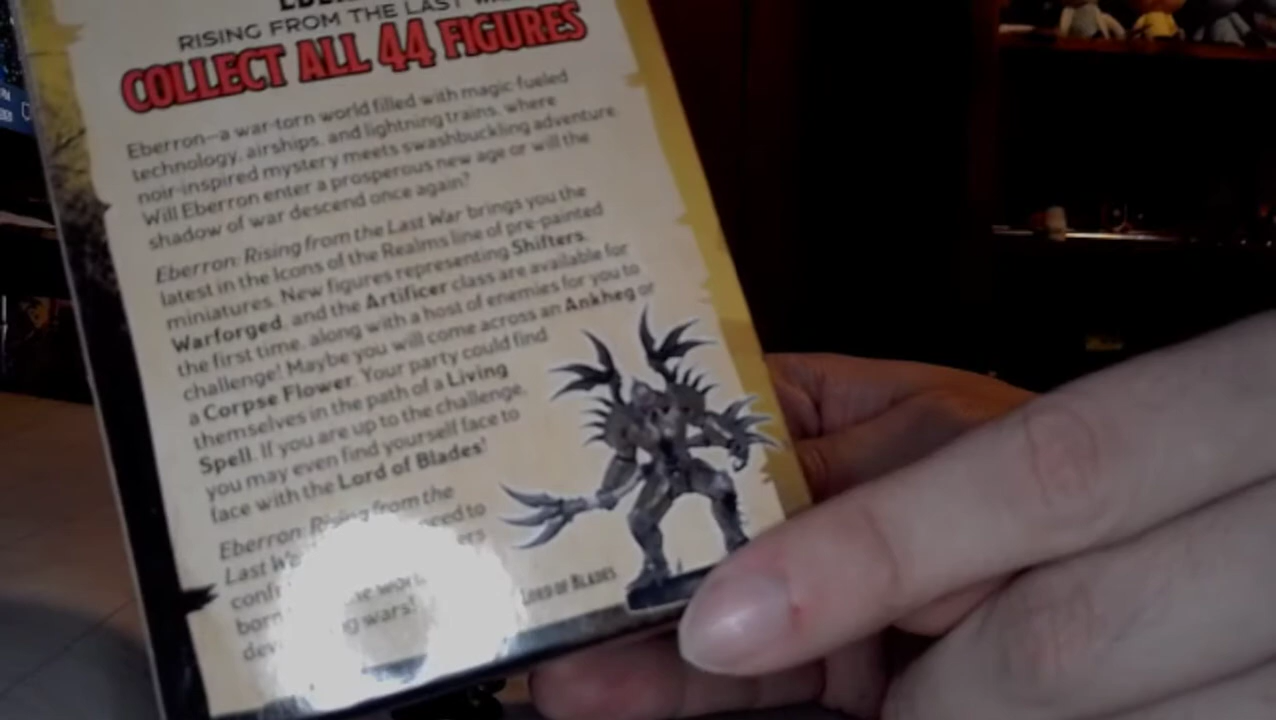 RISING FROM THE LAST
COLLECT ALL 44 FIGURES
Eberron—a war-torn world filled with magic-fueled
technology, airships, and lightning trains, where
noir-inspired mystery meets swashbuckling adventure.
Will Eberron enter a prosperous new age or will the
shadow of war descend once again?
Eberron: Rising from the Last War brings you the
latest in the Icons of the Realms line of pre-painted
miniatures. New figures representing Shifters,
Warforged, and the Artificer class are available for
the first time, along with a host of enemies for you to
challenge! Maybe you will come across an Ankheg or
a Corpse Flower. Your party could find
themselves in the path of a Living
Spell. If you are up to the challenge,
you may even find yourself face to
face with the Lord of Blades!
Eberron: Rising from the
Last
to
wars!
LORD OF BLADES